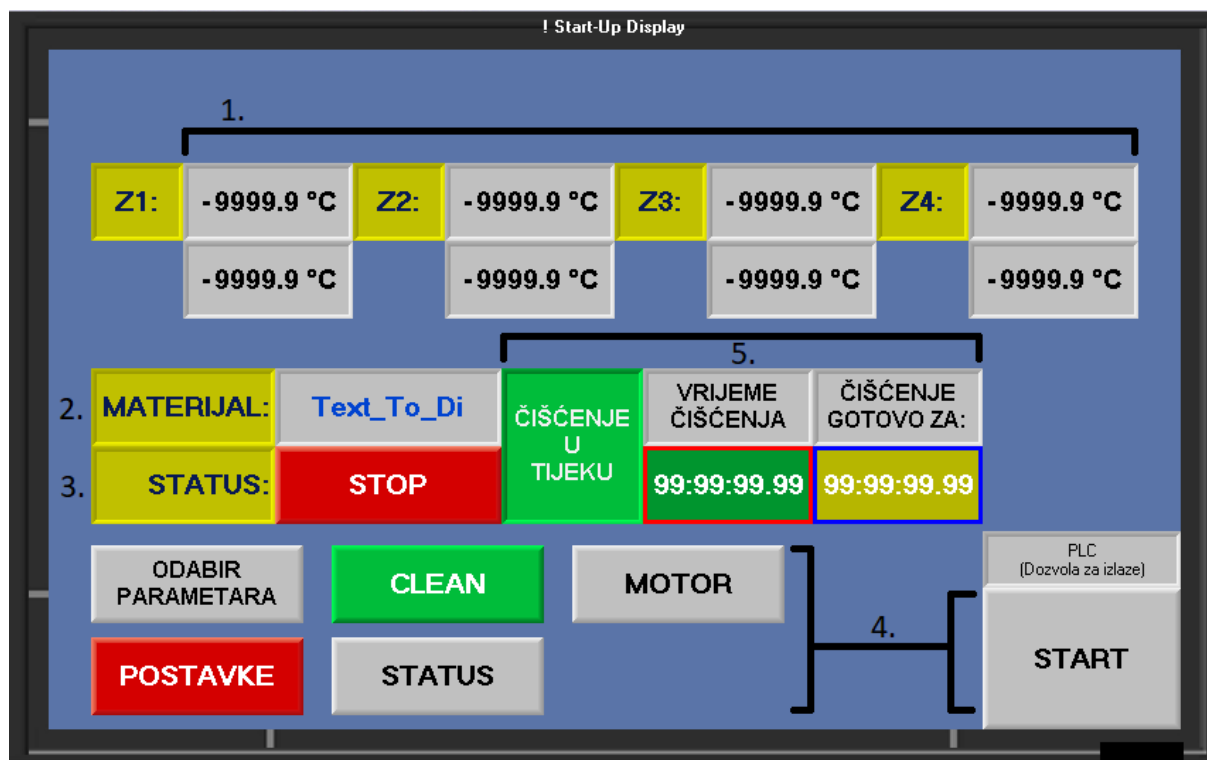 ! Start-Up Display
1.
Z1: -9999.9 °C Z2: -9999.9 °C Z3: -9999.9 °C Z4: -9999.9 °C
-9999.9 °C -9999.9 °C -9999.9 °C -9999.9 °C
5.
2. MATERIJAL: Text_To_Di
3. STATUS: STOP
ČIŠĆENJE
U
TIJEKU
VRIJEME
ČIŠĆENJA
99:99:99.99
ČIŠĆENJE
GOTOVO ZA:
99:99:99.99
ODABIR
PARAMETARA
CLEAN
MOTOR
POSTAVKE
STATUS
4.
PLC
(Dozvola za izlaze)
START